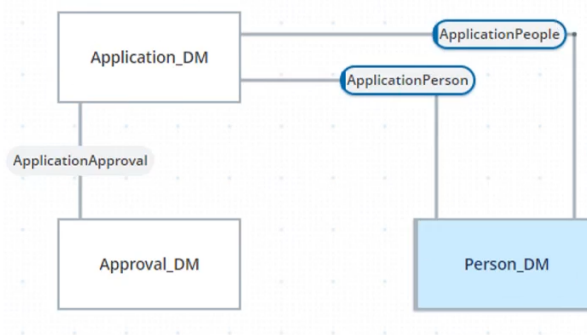 ApplicationPeople
Application_DM
ApplicationPerson
ApplicationApproval
Approval_DM
Person_DM